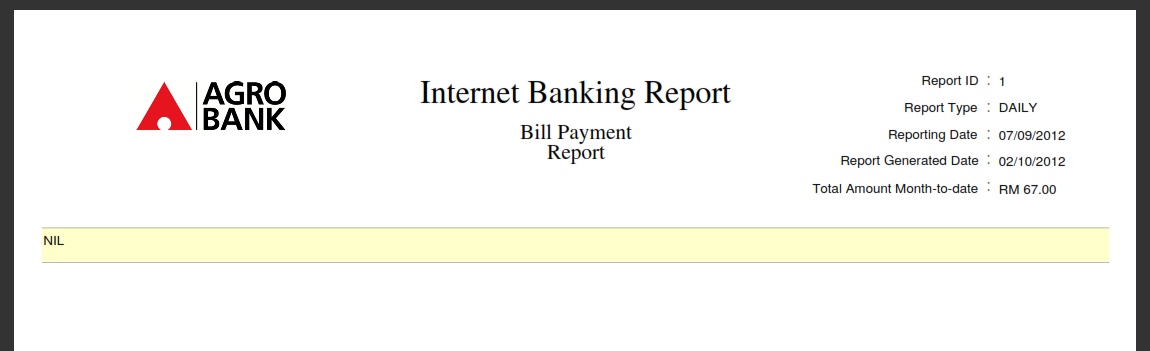 AGRO
BANK
Internet Banking Report
Bill Payment
Report
Report ID : 1
Report Type : DAILY
Reporting Date : 07/09/2012
Report Generated Date : 02/10/2012
Total Amount Month-to-date : RM 67.00
NIL